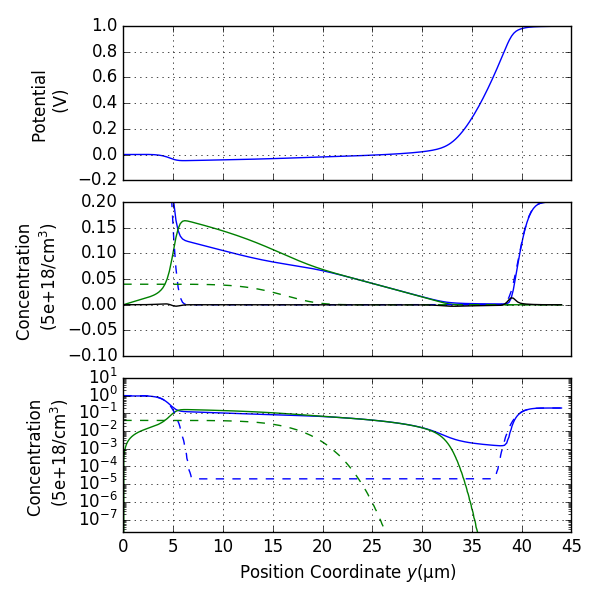 1.0
0.8
0.6
0.4
0.2
0.0
−0.2
Potential
(V)
0.20
0.15
0.10
0.05
0.00
−0.05
−0.10
Concentration
(5e+18/cm³)
10¹
10⁰
10⁻¹
10⁻²
10⁻³
10⁻⁴
10⁻⁵
10⁻⁶
10⁻⁷
Concentration
(5e+18/cm³)
0 5 10 15 20 25 30 35 40 45
Position Coordinate y(μm)